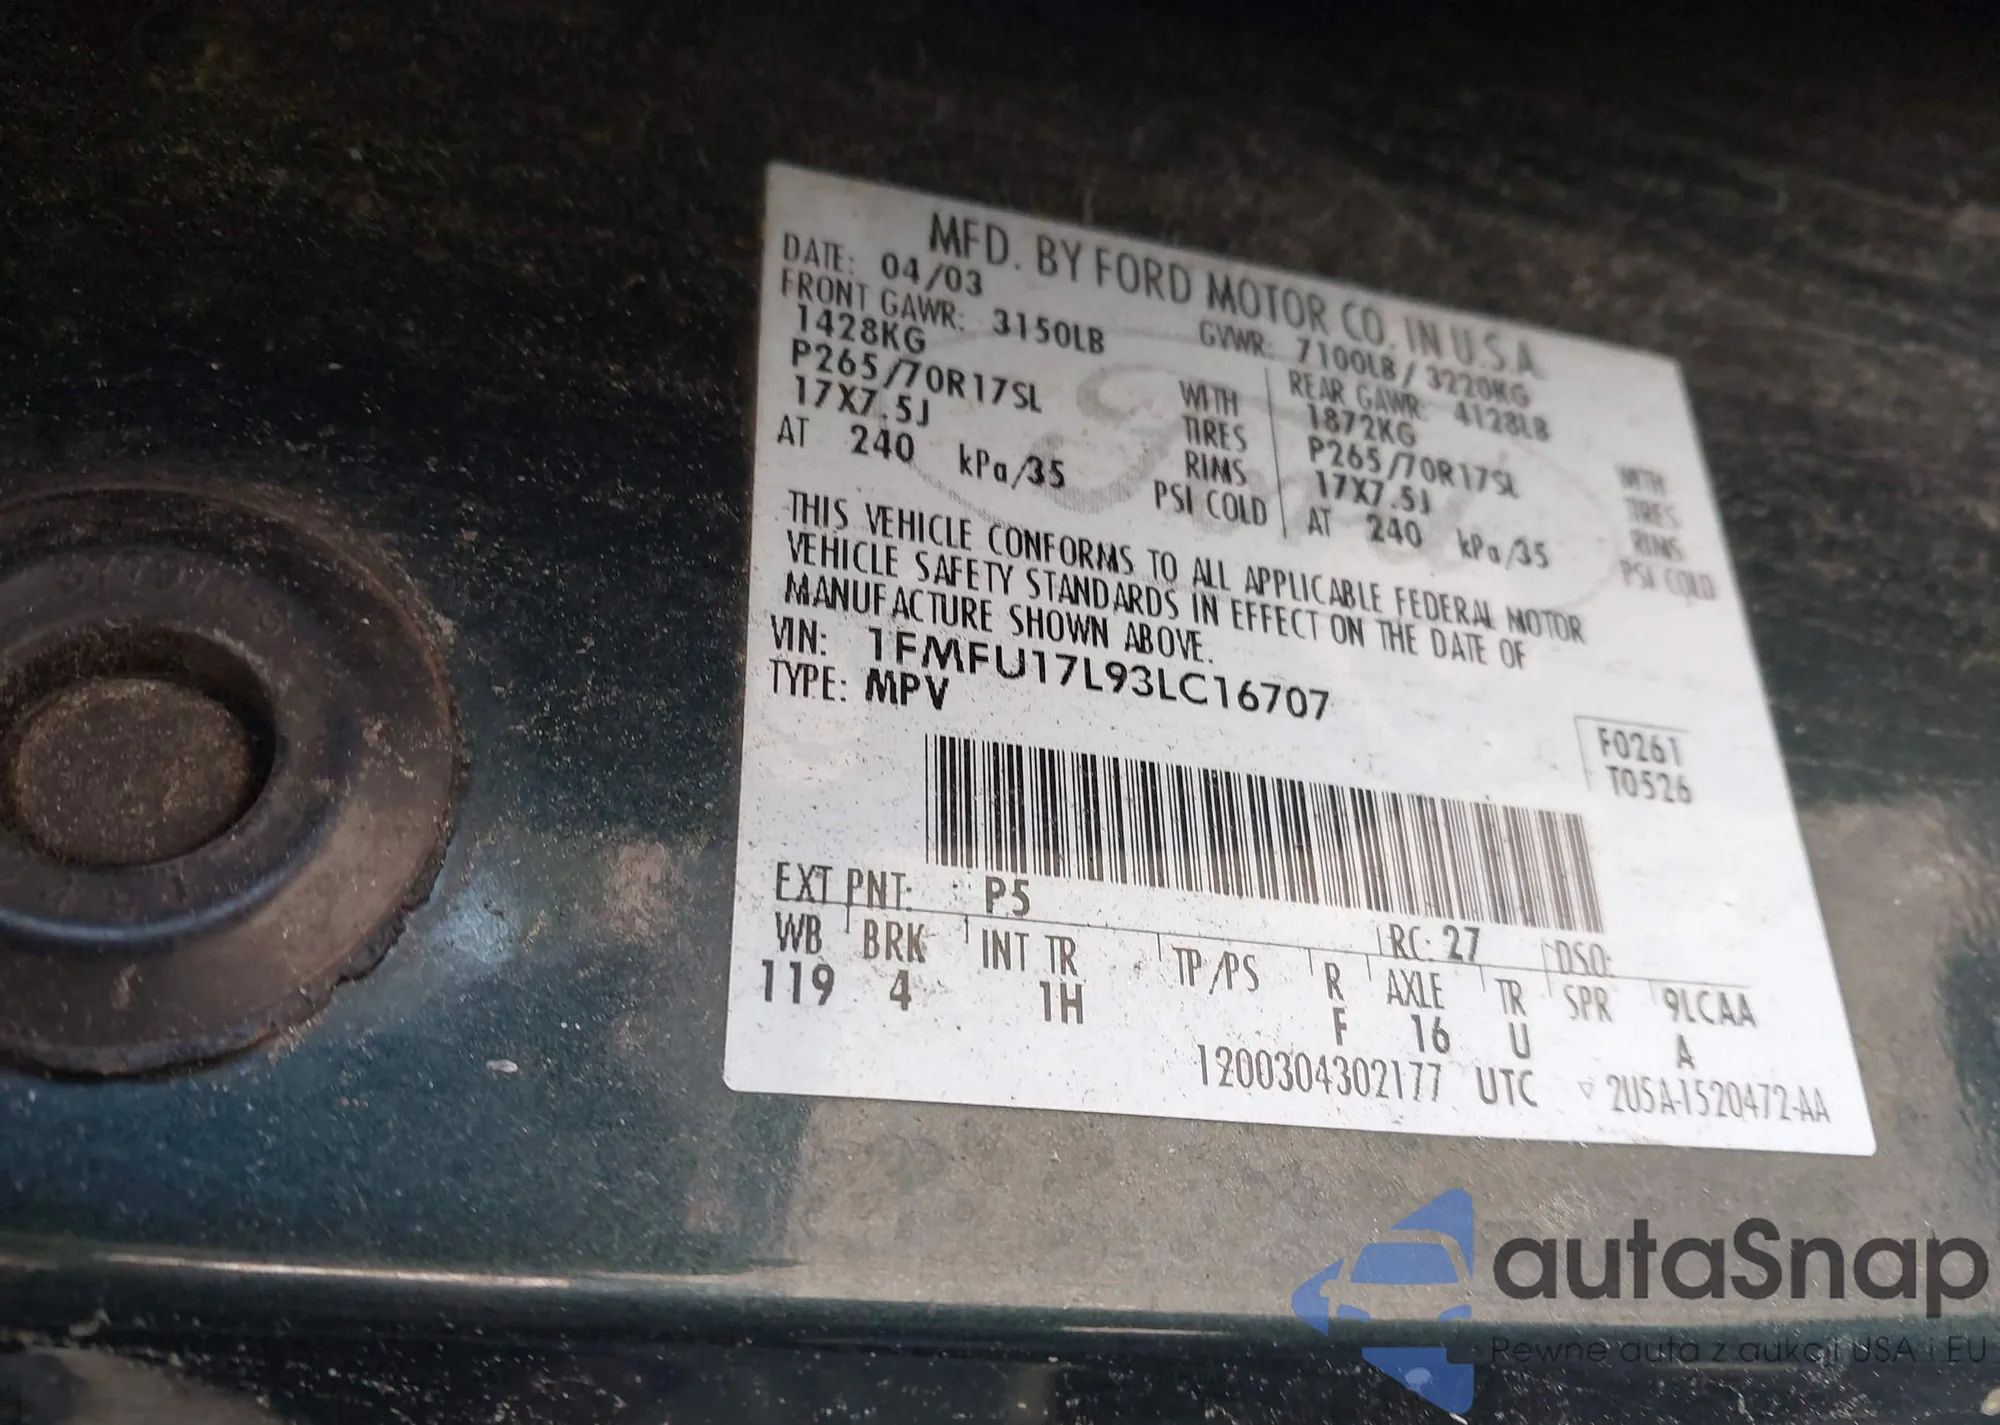 MFD. BY FORD MOTOR CO. IN U.S.A.
DATE: 04/03 GVWR: 7100LB / 3220KG
FRONT GAWR: 3150LB REAR GAWR: 4128LB
1428KG WITH 1872KG WITH
P265/70R17SL TIRES P265/70R17SL TIRES
17X7.5J RIMS 17X7.5J RIMS
AT 240 kPa/35 PSI COLD AT 240 kPa/35 PSI COLD
THIS VEHICLE CONFORMS TO ALL APPLICABLE FEDERAL MOTOR
VEHICLE SAFETY STANDARDS IN EFFECT ON THE DATE OF
MANUFACTURE SHOWN ABOVE.
VIN: 1FMFU17L93LC16707
TYPE: MPV
F0261
T0526
EXT PNT: P5 RC: 27 DSO:
WB BRK INT TR TP/PS R AXLE TR SPR 9LCAA
119 4 1H F 16 U A
1200304302177 UTC ▽ 2U5A-1520472-AA
autaSnap
Pewne auta z aukcji USA i EU